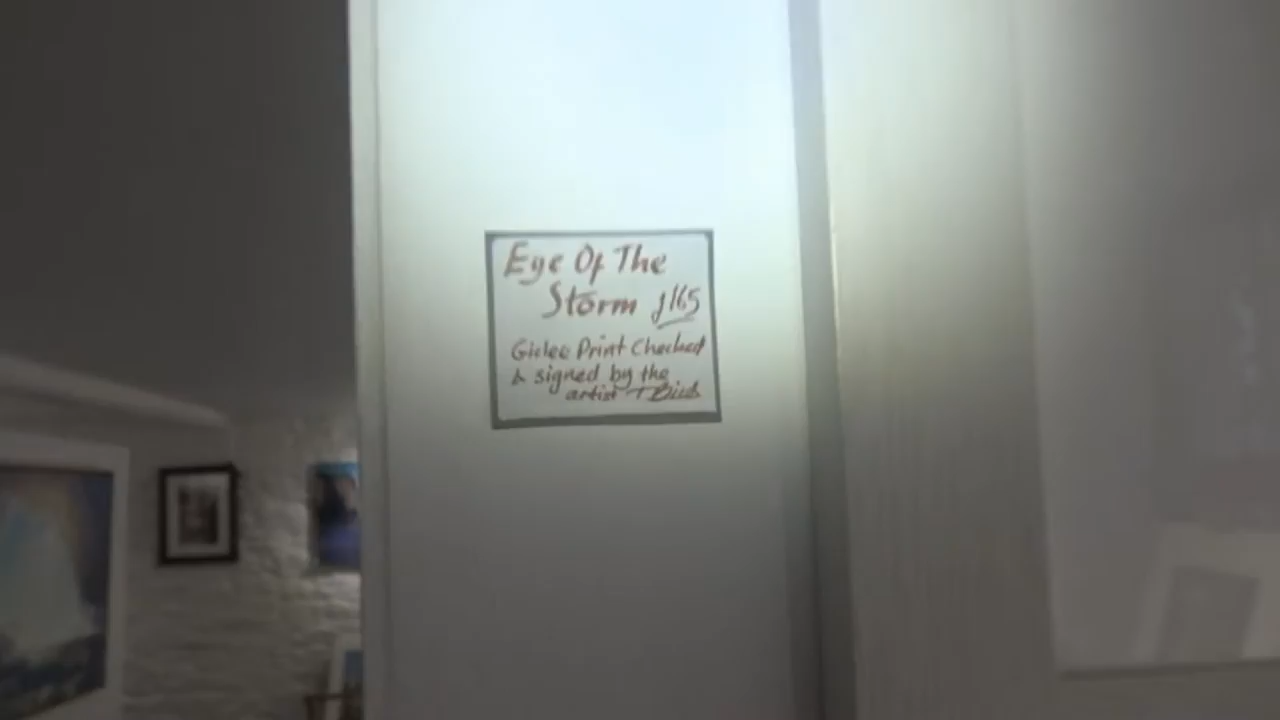 Eye Of The
Storm £165
Giclee Print Checked
& signed by the
artist